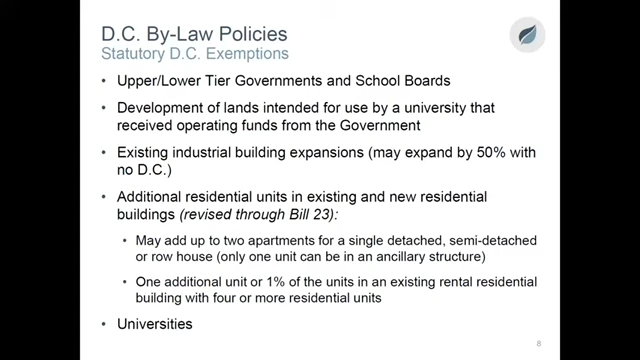 D.C. By-Law Policies
Statutory D.C. Exemptions
• Upper/Lower Tier Governments and School Boards
• Development of lands intended for use by a university that
received operating funds from the Government
• Existing industrial building expansions (may expand by 50% with
no D.C.)
• Additional residential units in existing and new residential
buildings (revised through Bill 23):
• May add up to two apartments for a single detached, semi-detached
or row house (only one unit can be in an ancillary structure)
• One additional unit or 1% of the units in an existing rental residential
building with four or more residential units
• Universities
8